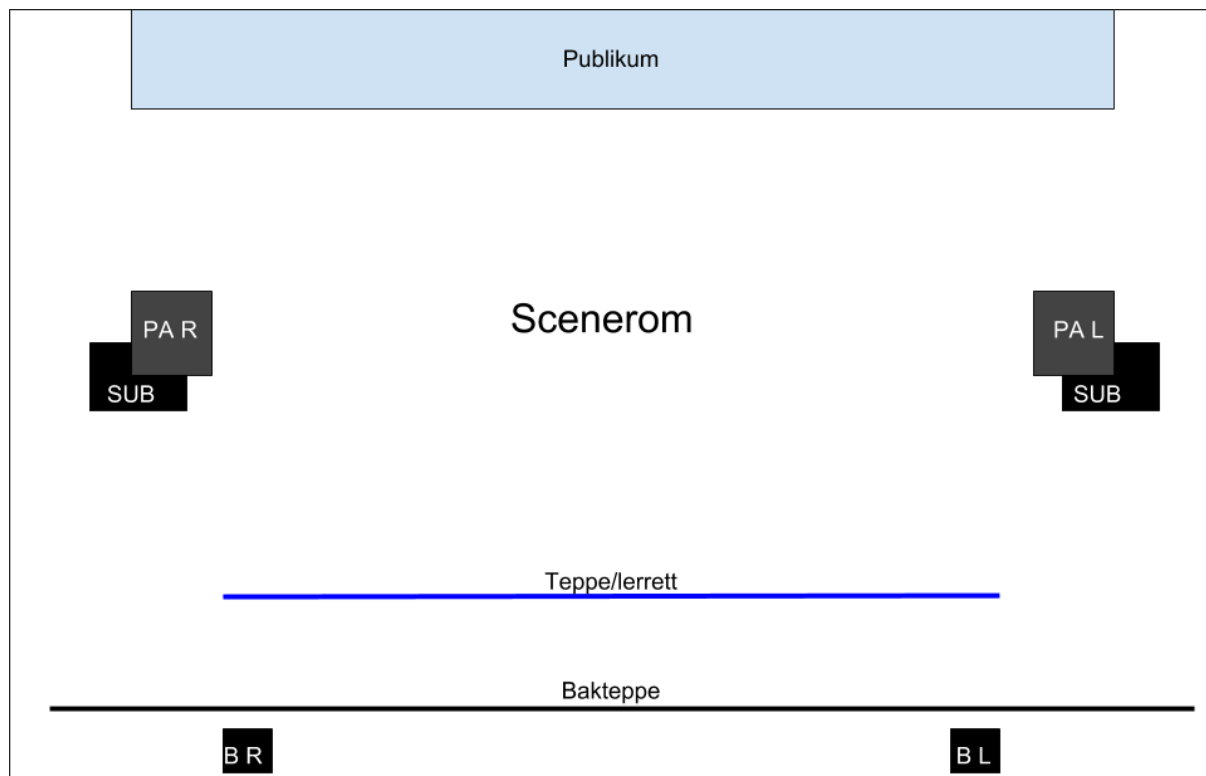 Publikum
Scenerom
PA R
PA L
SUB
SUB
Teppe/lerrett
Bakteppe
B R
B L